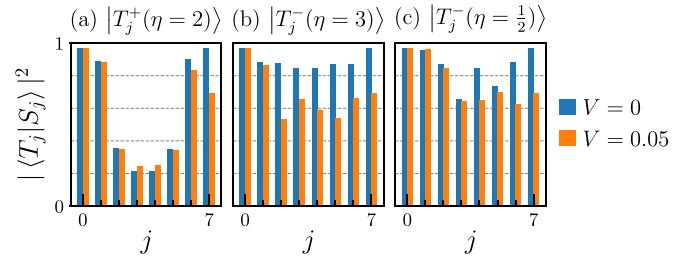 (a) |T_j^+(η = 2)⟩ (b) |T_j^-(η = 3)⟩ (c) |T_j^-(η = 1/2)⟩
1
|⟨T_j|S_j⟩|^2
0
0 7 0 7 0 7
j j j
V = 0
V = 0.05